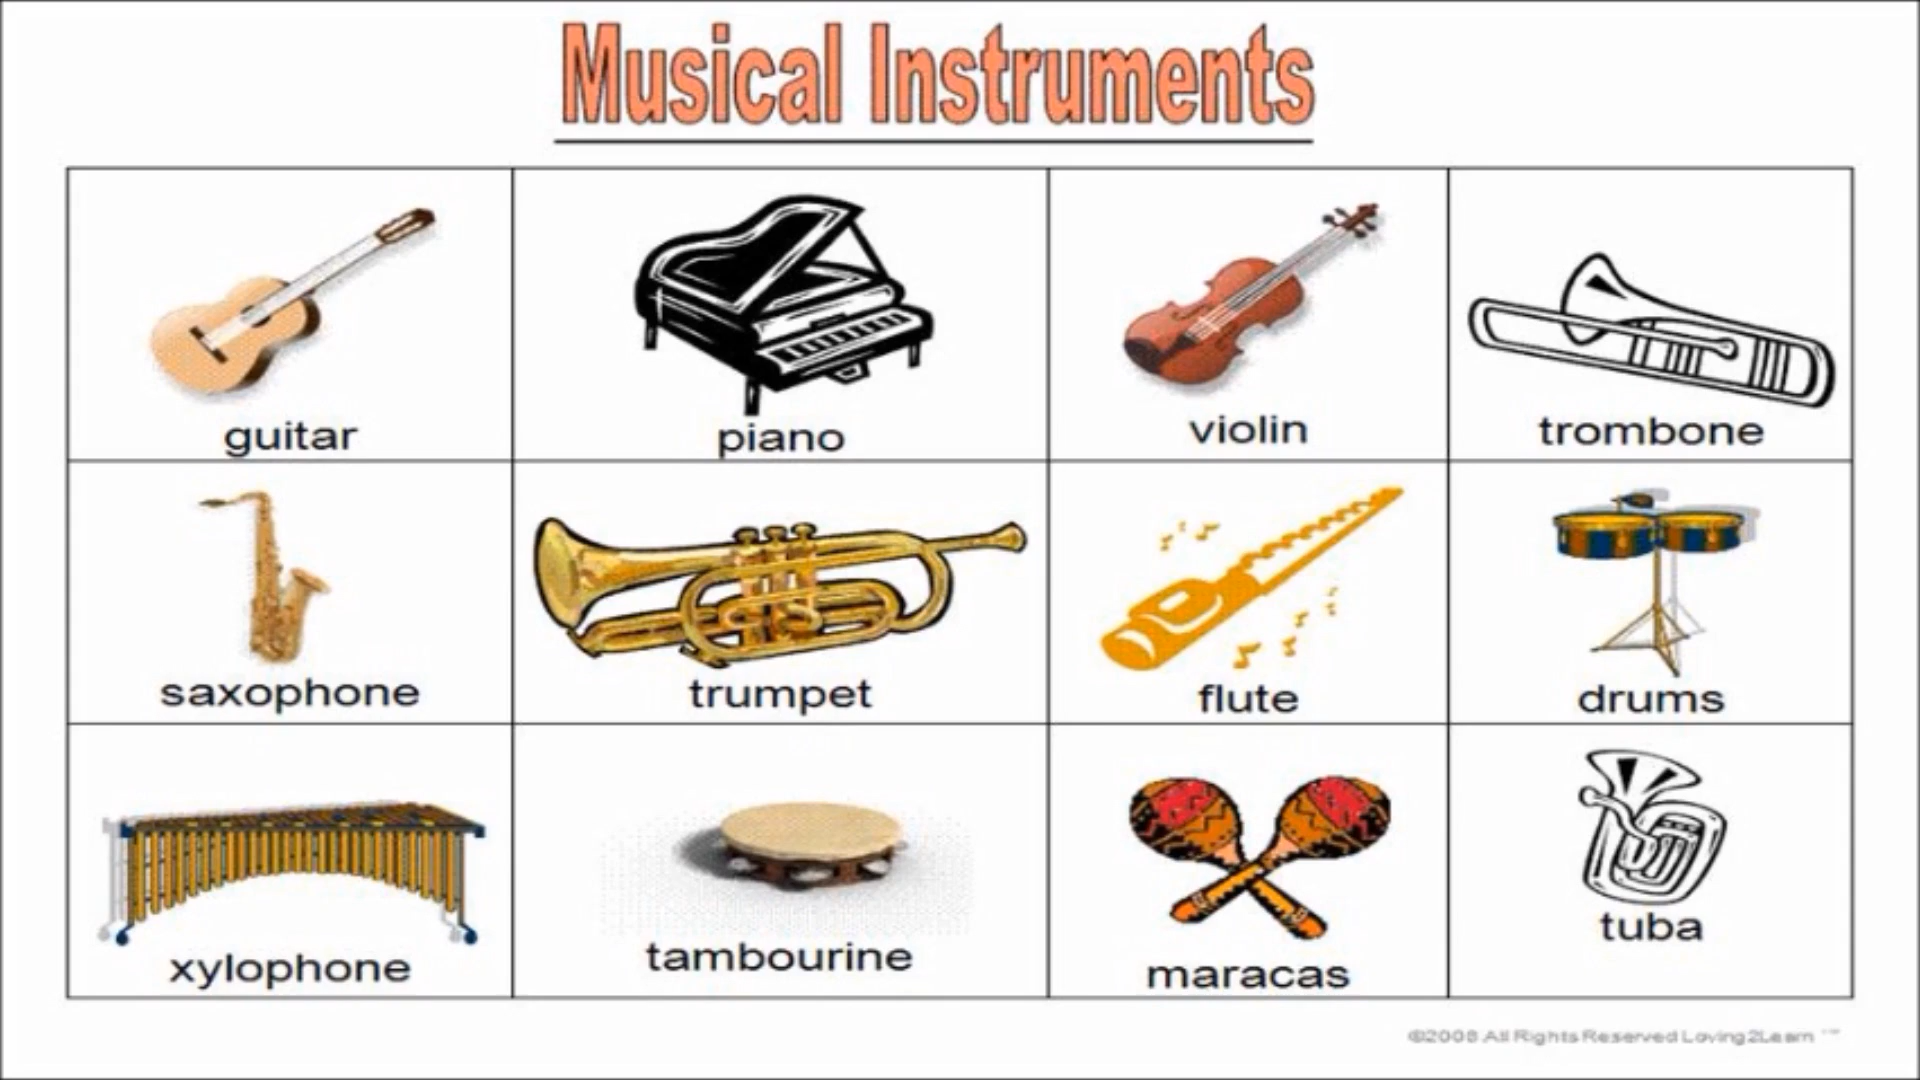 Musical Instruments
guitar
piano
violin
trombone
saxophone
trumpet
flute
drums
xylophone
tambourine
maracas
tuba
©2008 All Rights Reserved Loving2Learn ™